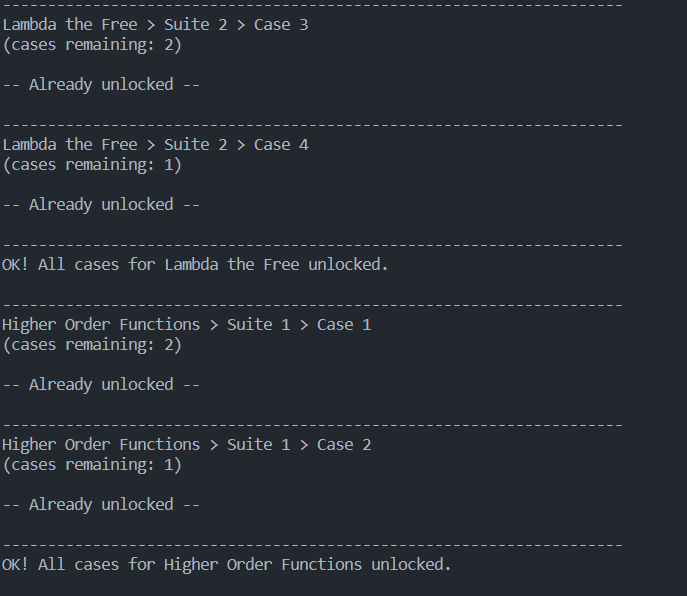 ---------------------------------------------------------------------
Lambda the Free > Suite 2 > Case 3
(cases remaining: 2)
-- Already unlocked --
---------------------------------------------------------------------
Lambda the Free > Suite 2 > Case 4
(cases remaining: 1)
-- Already unlocked --
---------------------------------------------------------------------
OK! All cases for Lambda the Free unlocked.
---------------------------------------------------------------------
Higher Order Functions > Suite 1 > Case 1
(cases remaining: 2)
-- Already unlocked --
---------------------------------------------------------------------
Higher Order Functions > Suite 1 > Case 2
(cases remaining: 1)
-- Already unlocked --
---------------------------------------------------------------------
OK! All cases for Higher Order Functions unlocked.